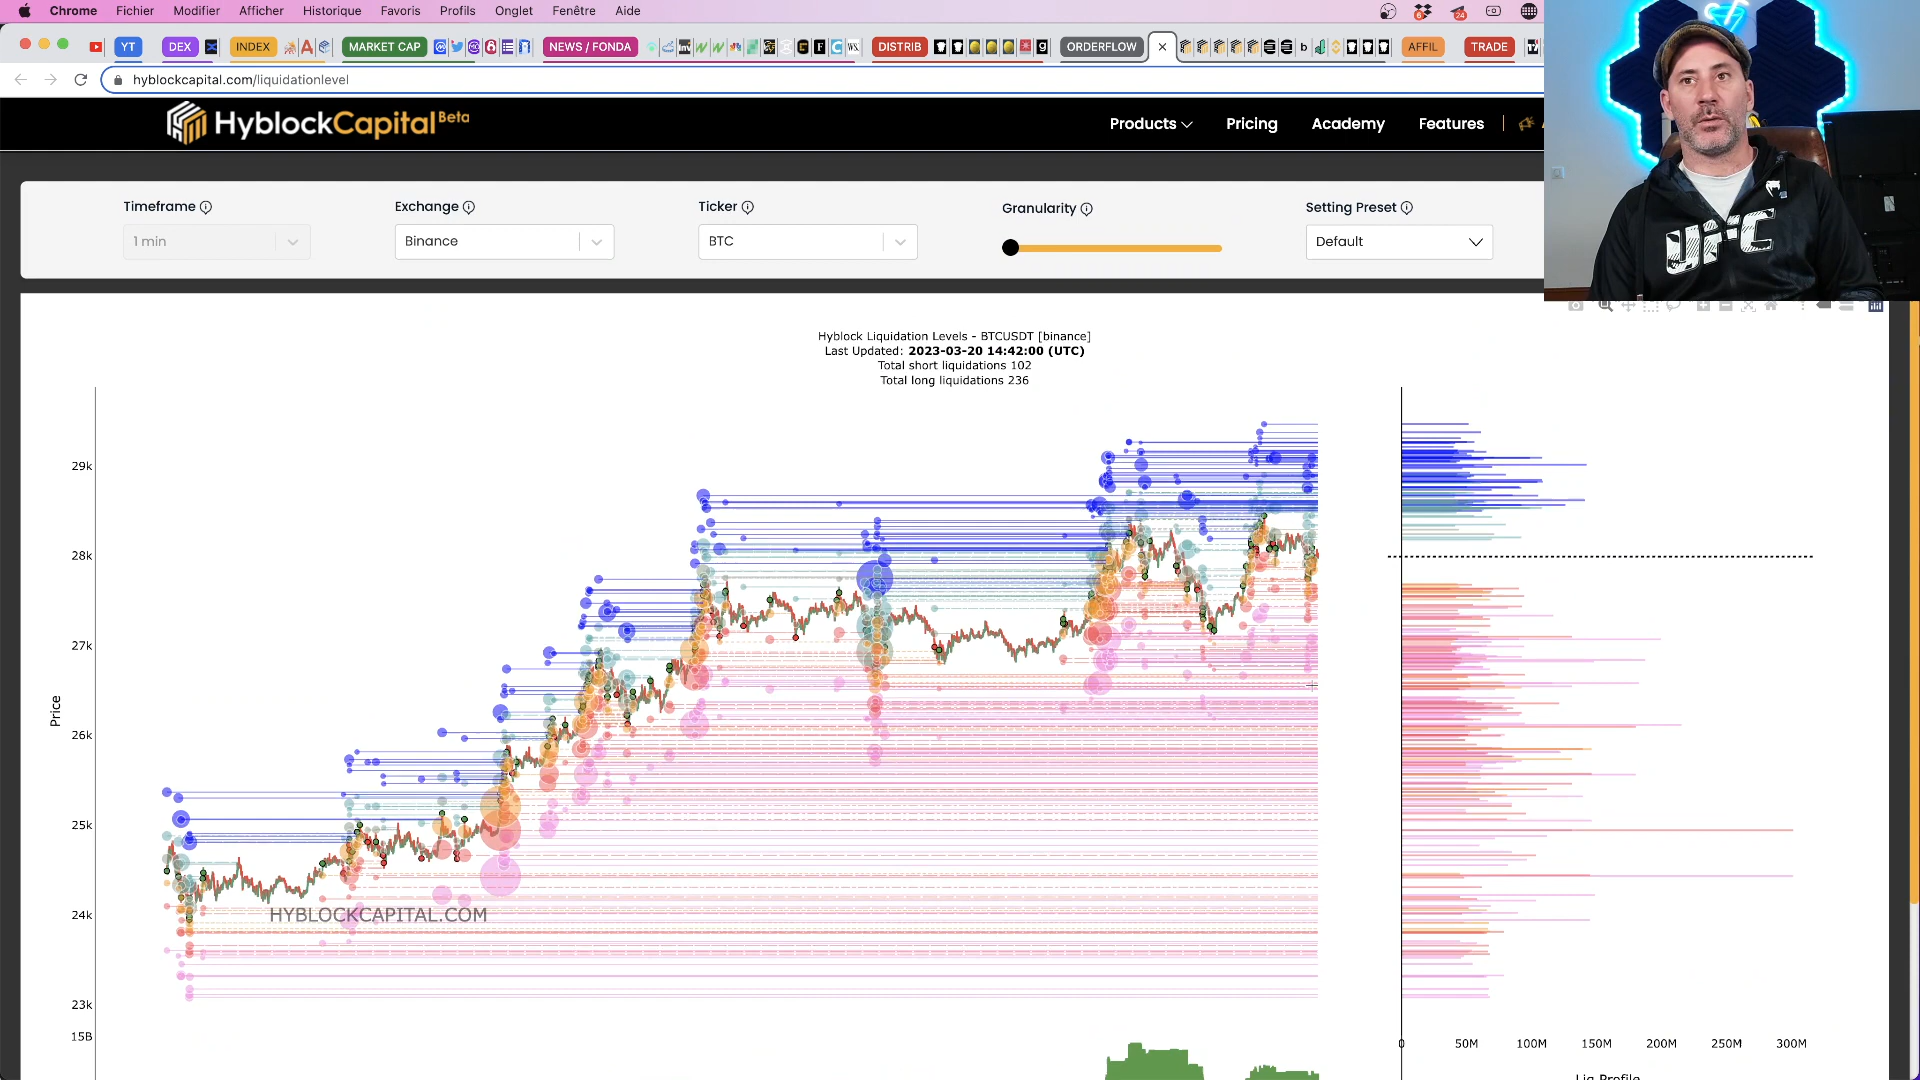 Chrome Fichier Modifier Afficher Historique Favoris Profils Onglet Fenêtre Aide
6 24
YT DEX INDEX MARKET CAP NEWS / FONDA DISTRIB ORDERFLOW AFFIL TRADE
hyblockcapital.com/liquidationlevel
HyblockCapital Beta
Products Pricing Academy Features
Timeframe Exchange Ticker Granularity Setting Preset
1 min Binance BTC Default
UFC
Hyblock Liquidation Levels - BTCUSDT [binance]
Last Updated: 2023-03-20 14:42:00 (UTC)
Total short liquidations 102
Total long liquidations 236
29k
28k
27k
26k
25k
24k
23k
15B
Price
HYBLOCKCAPITAL.COM
0 50M 100M 150M 200M 250M 300M
Liq Profile